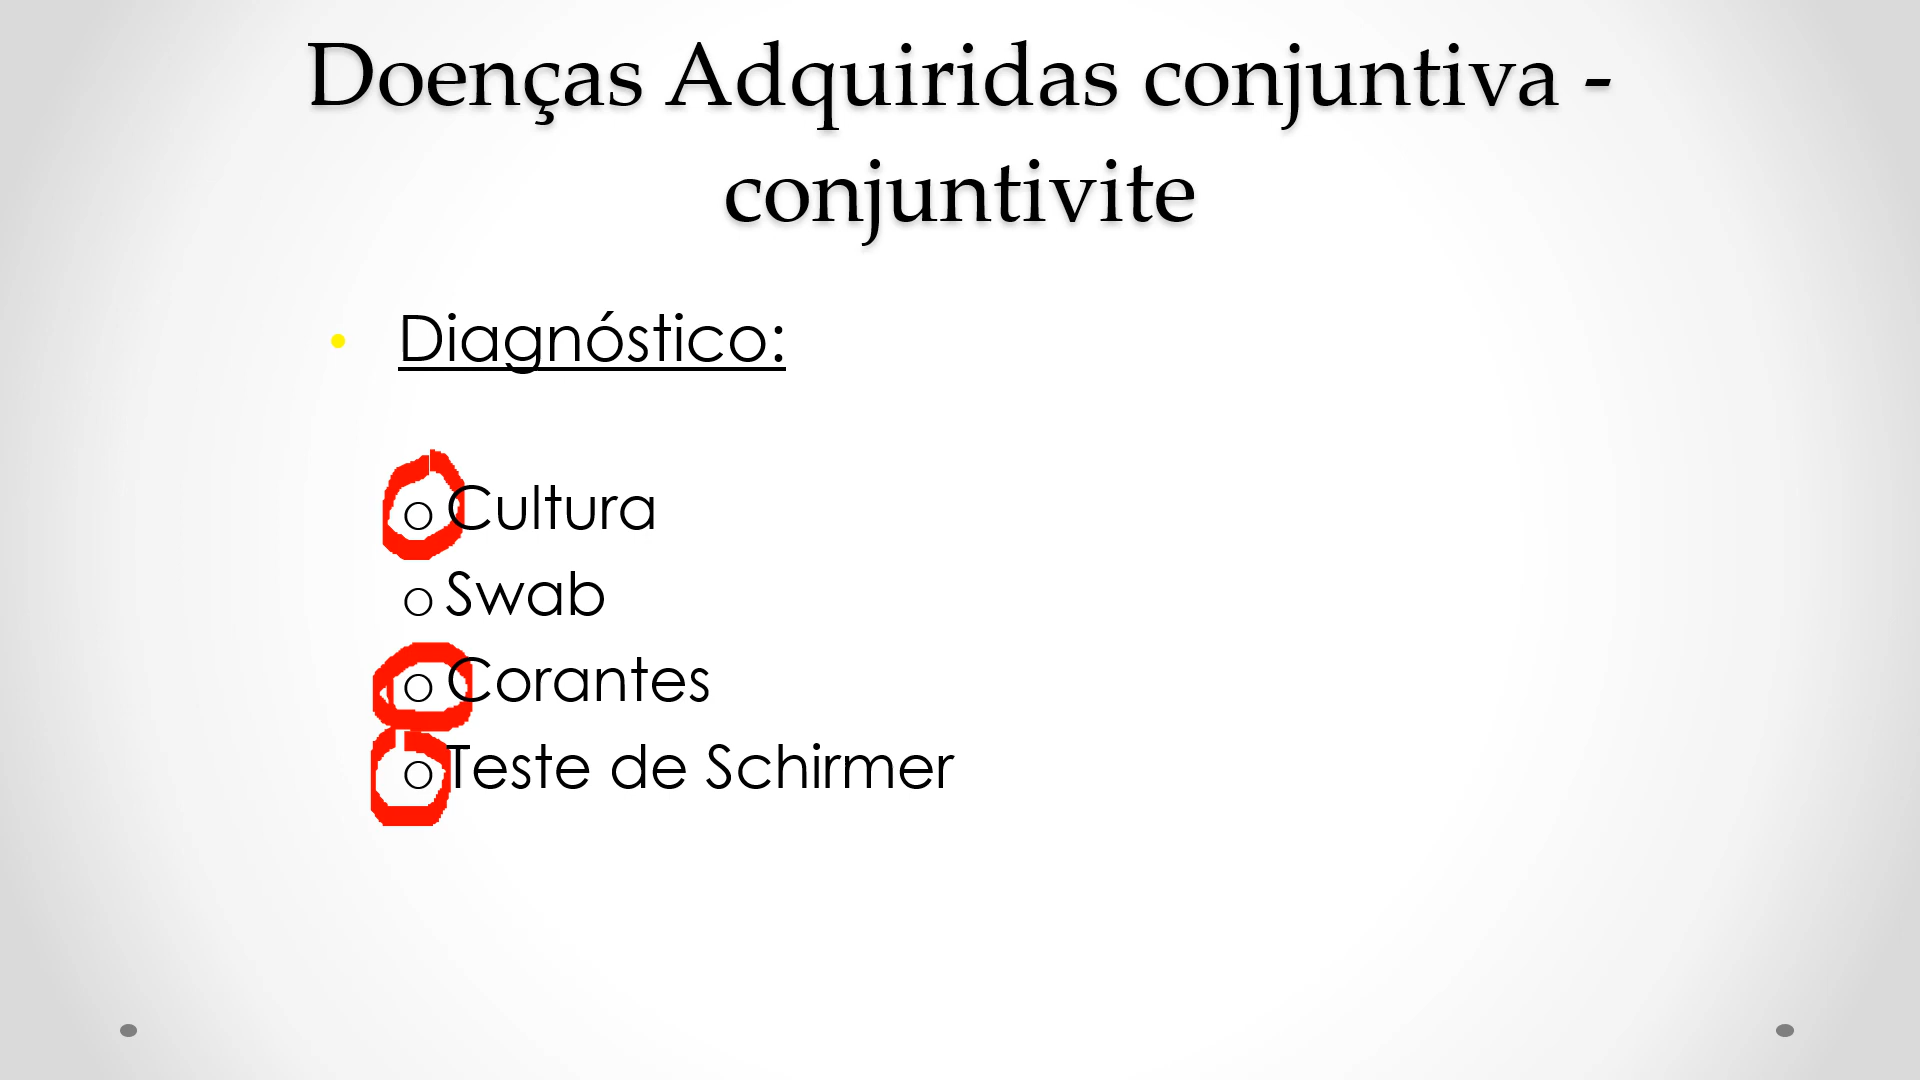 Doenças Adquiridas conjuntiva -
conjuntivite
Diagnóstico:
Cultura
Swab
Corantes
Teste de Schirmer